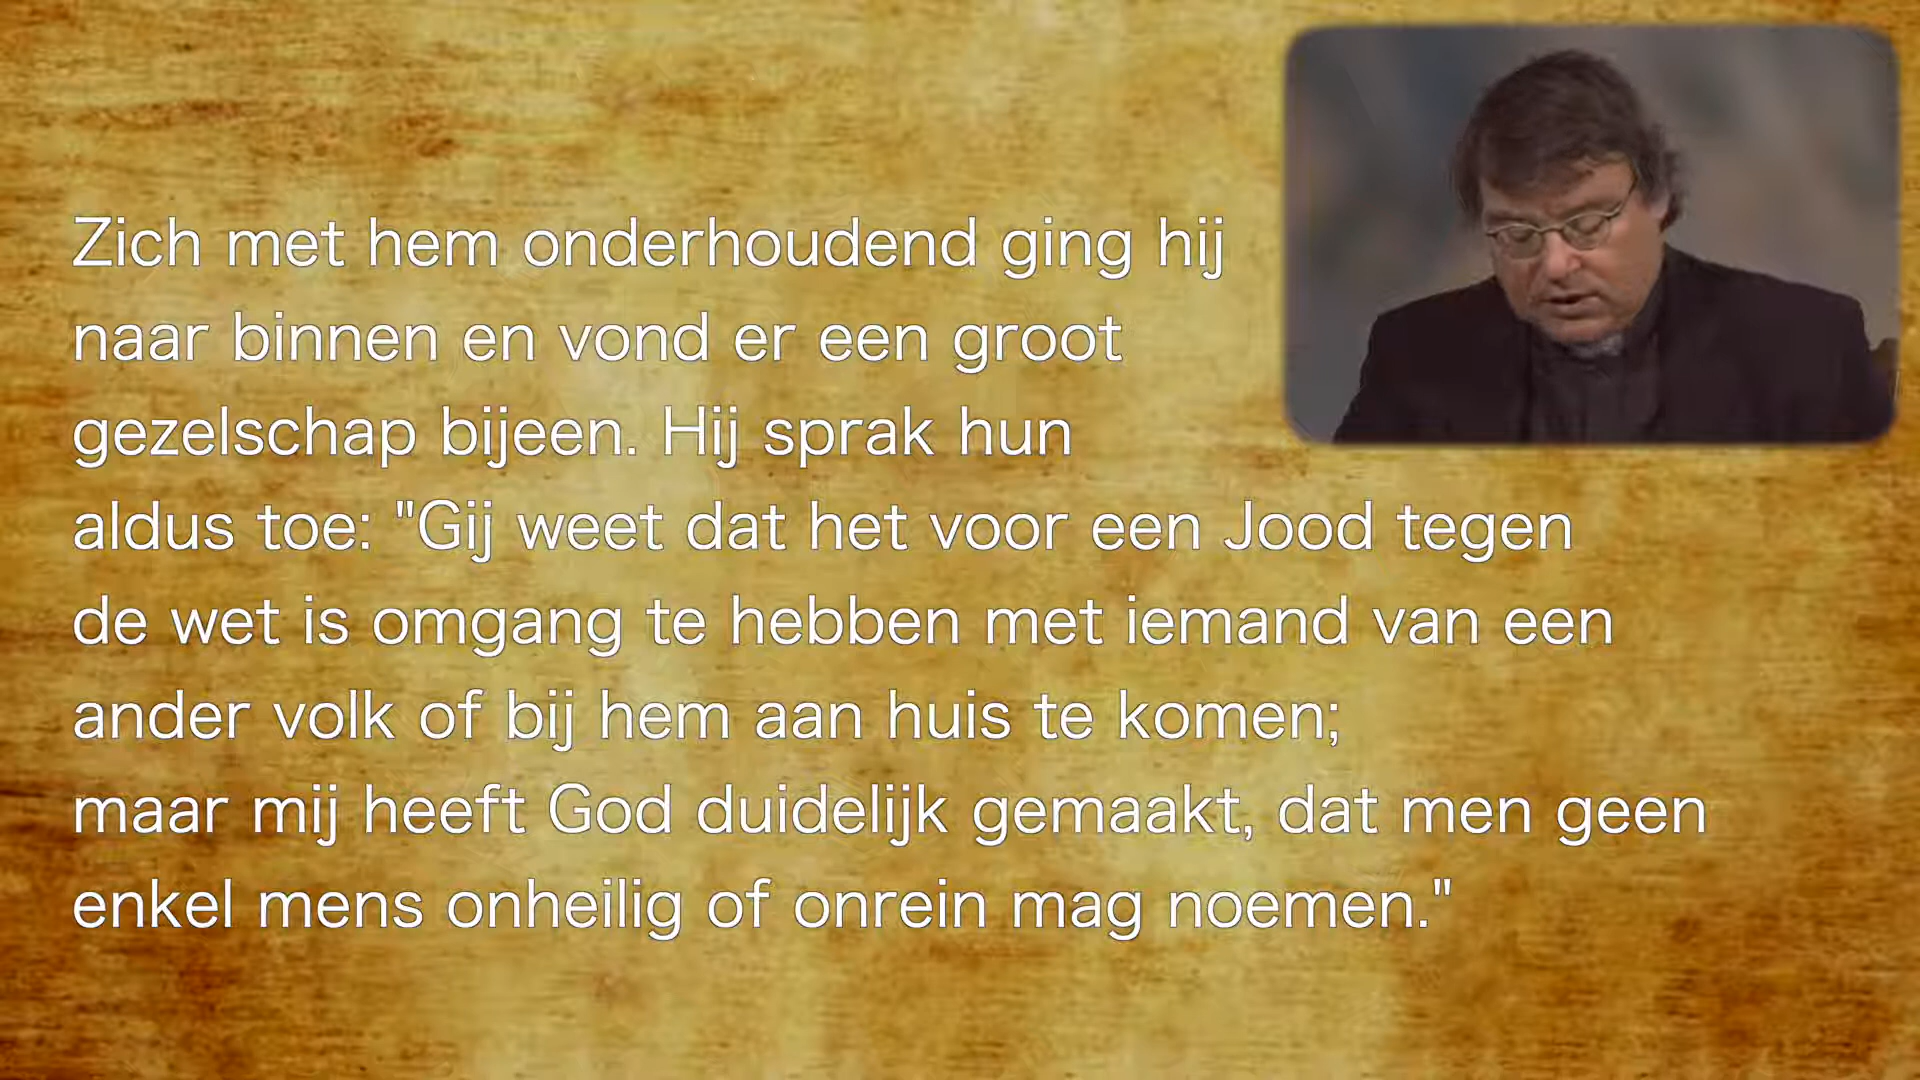 Zich met hem onderhoudend ging hij
naar binnen en vond er een groot
gezelschap bijeen. Hij sprak hun
aldus toe: "Gij weet dat het voor een Jood tegen
de wet is omgang te hebben met iemand van een
ander volk of bij hem aan huis te komen;
maar mij heeft God duidelijk gemaakt, dat men geen
enkel mens onheilig of onrein mag noemen."